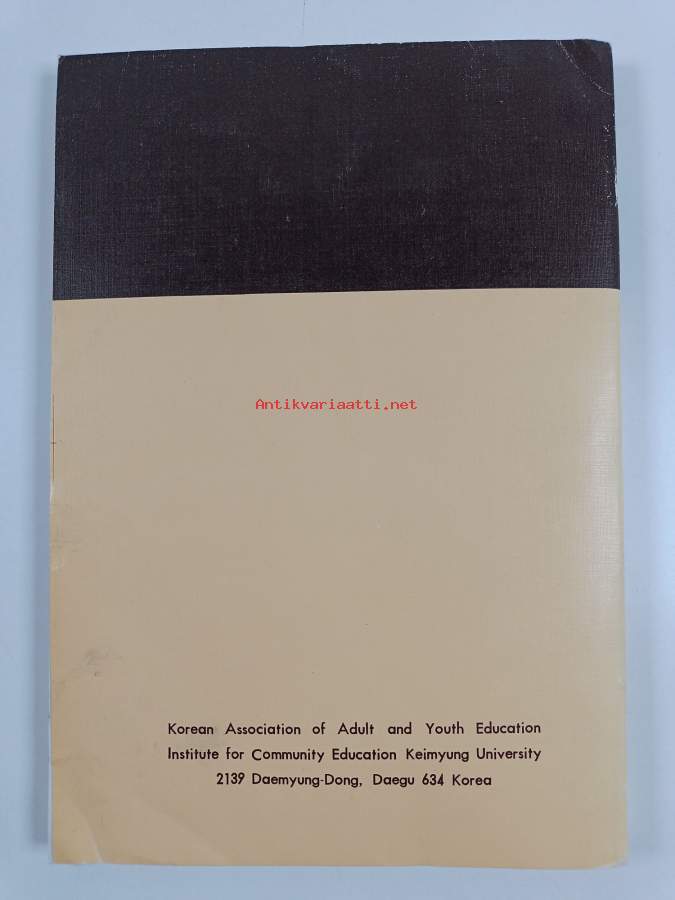 Antikvariaatti.net
Korean Association of Adult and Youth Education
Institute for Community Education Keimyung University
2139 Daemyung-Dong, Daegu 634 Korea